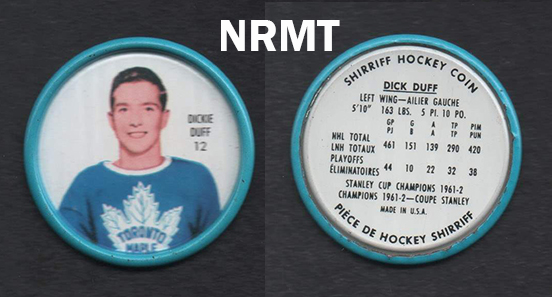 NRMT
DICKIE
DUFF
12
TORONTO
MAPLE
SHIRRIFF HOCKEY COIN
DICK DUFF
LEFT WING—AILIER GAUCHE
5'10" 163 LBS. 5 PI. 10 PO.
GP G A TP PIM
PJ B A TP PUN
NHL TOTAL
LNH TOTAUX 461 151 139 290 420
PLAYOFFS
ÉLIMINATOIRES 44 10 22 32 38
STANLEY CUP CHAMPIONS 1961-2
CHAMPIONS 1961-2—COUPE STANLEY
MADE IN U.S.A.
PIÈCE DE HOCKEY SHIRRIFF